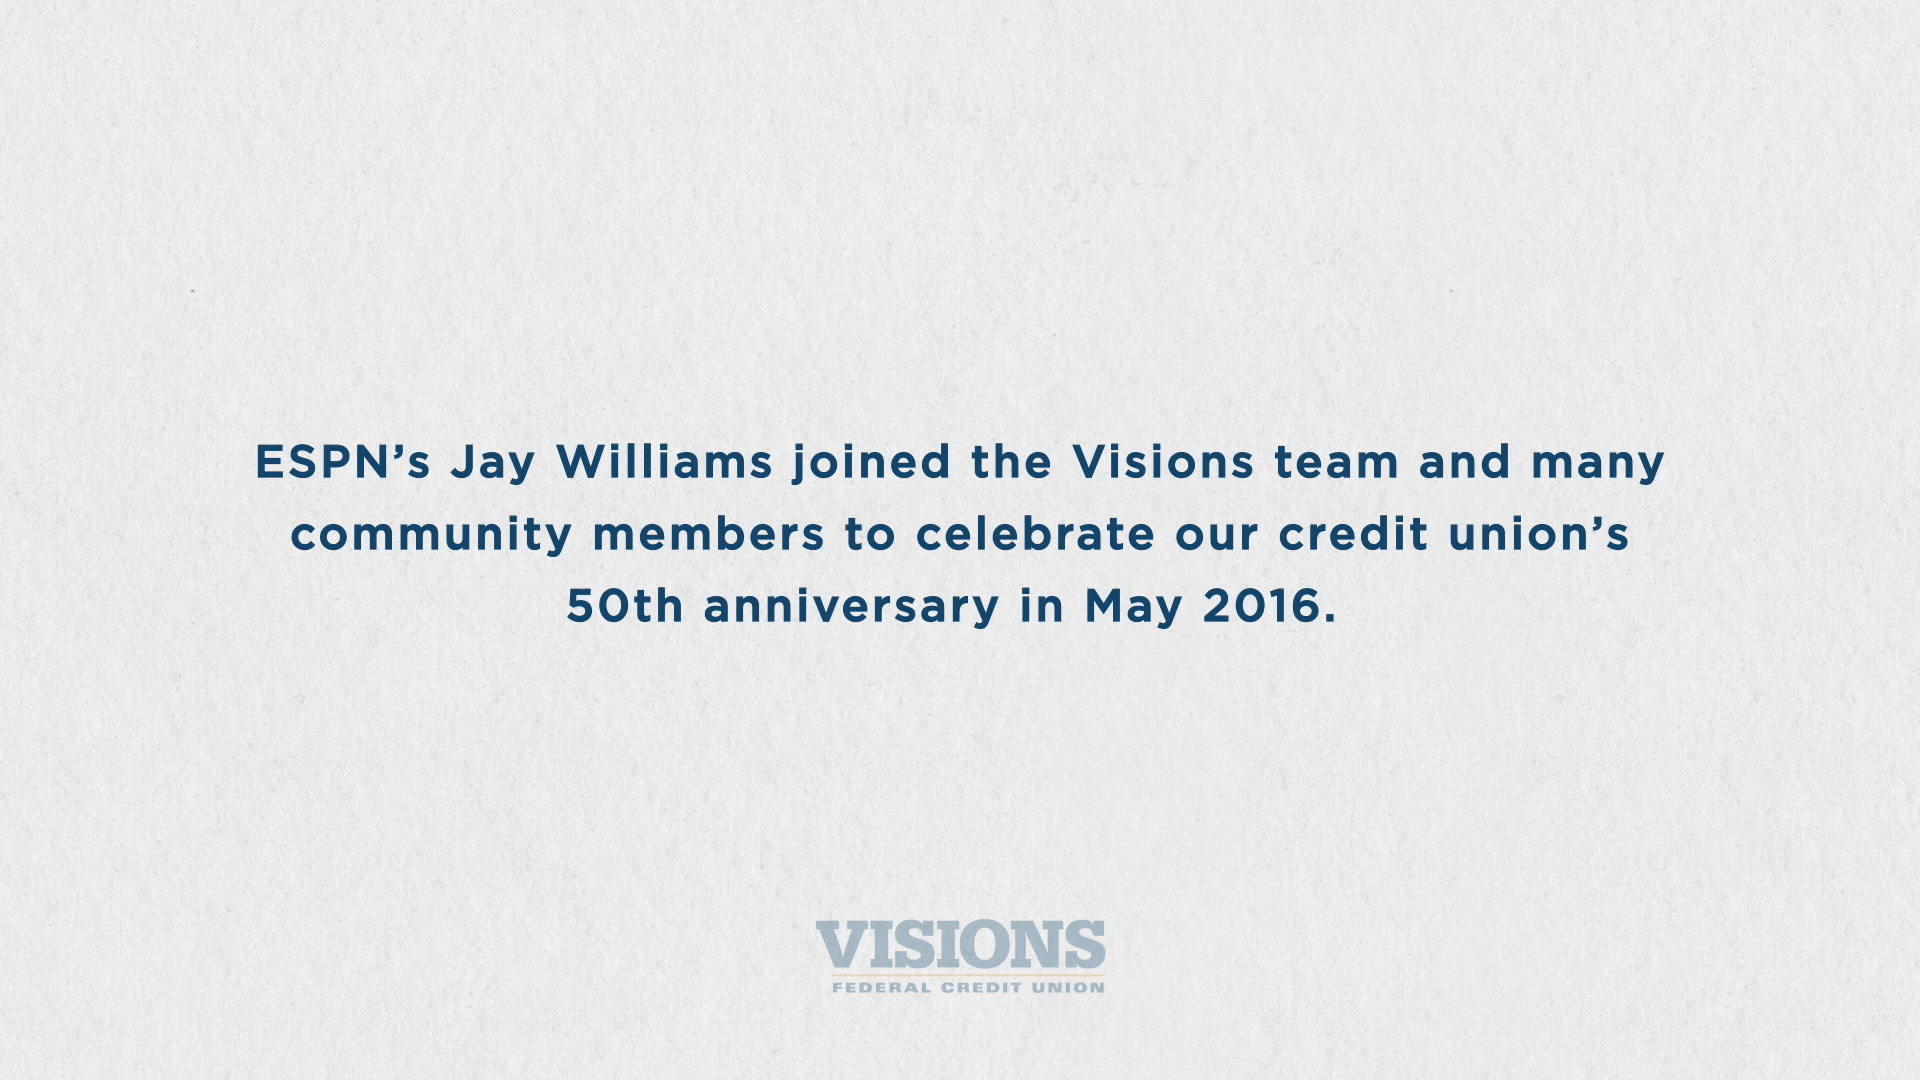 ESPN’s Jay Williams joined the Visions team and many
community members to celebrate our credit union’s
50th anniversary in May 2016.
VISIONS
FEDERAL CREDIT UNION